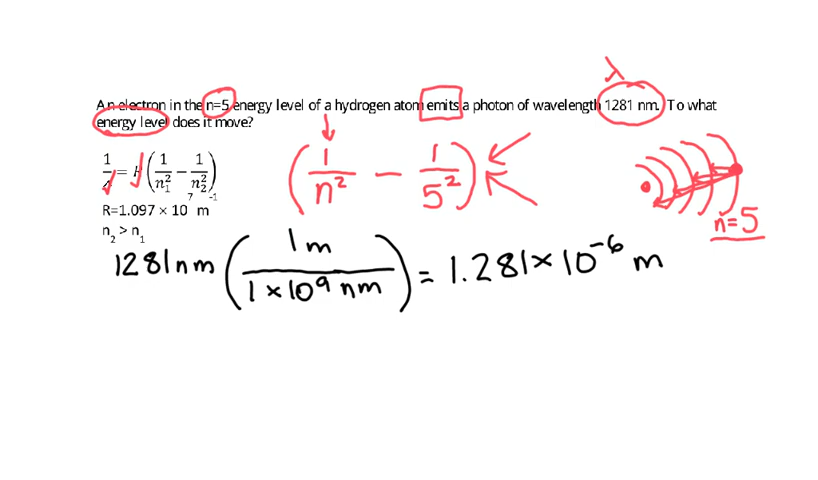 λ
An electron in the n=5 energy level of a hydrogen atom emits a photon of wavelength 1281 nm. To what
energy level does it move?
1/λ = R (1/n₁² − 1/n₂²)
(1/n² − 1/5²)
R=1.097 × 10⁷ m⁻¹
n₂ > n₁
n=5
1281 nm (1 m / 1 × 10⁹ nm) = 1.281 × 10⁻⁶ m